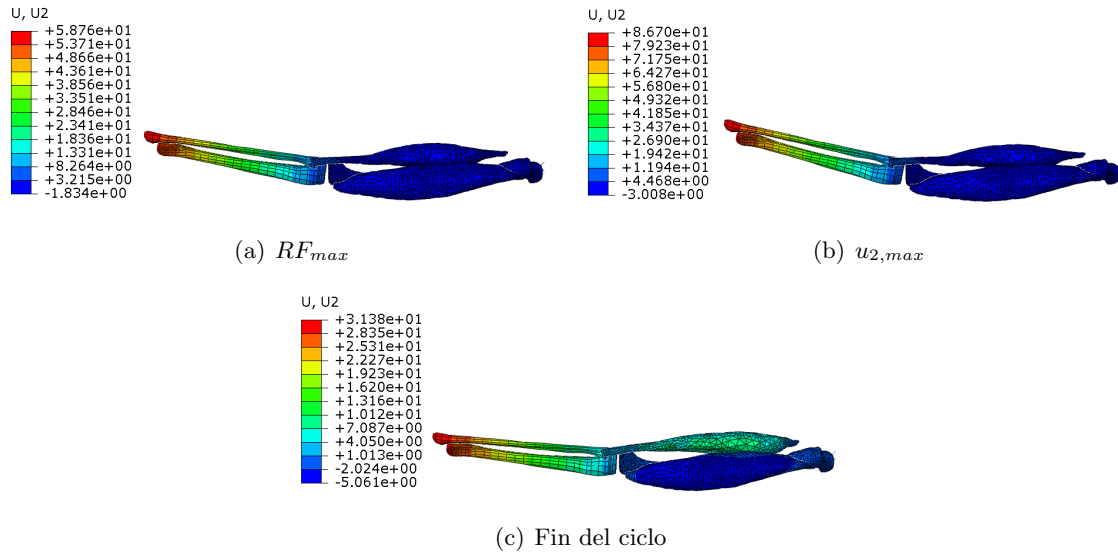 U, U2
+5.876e+01
+5.371e+01
+4.866e+01
+4.361e+01
+3.856e+01
+3.351e+01
+2.846e+01
+2.341e+01
+1.836e+01
+1.331e+01
+8.264e+00
+3.215e+00
-1.834e+00
(a) RFmax
U, U2
+8.670e+01
+7.923e+01
+7.175e+01
+6.427e+01
+5.680e+01
+4.932e+01
+4.185e+01
+3.437e+01
+2.690e+01
+1.942e+01
+1.194e+01
+4.468e+00
-3.008e+00
(b) u2,max
U, U2
+3.138e+01
+2.835e+01
+2.531e+01
+2.227e+01
+1.923e+01
+1.620e+01
+1.316e+01
+1.012e+01
+7.087e+00
+4.050e+00
+1.013e+00
-2.024e+00
-5.061e+00
(c) Fin del ciclo